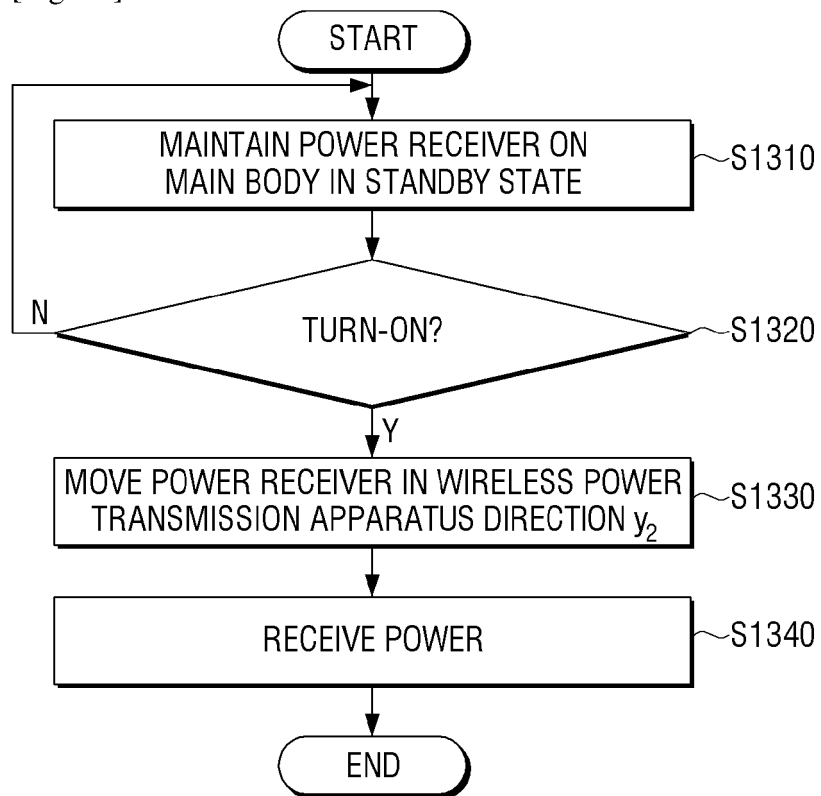 START
MAINTAIN POWER RECEIVER ON
MAIN BODY IN STANDBY STATE
S1310
TURN-ON?
S1320
N
Y
MOVE POWER RECEIVER IN WIRELESS POWER
TRANSMISSION APPARATUS DIRECTION y₂
S1330
RECEIVE POWER
S1340
END